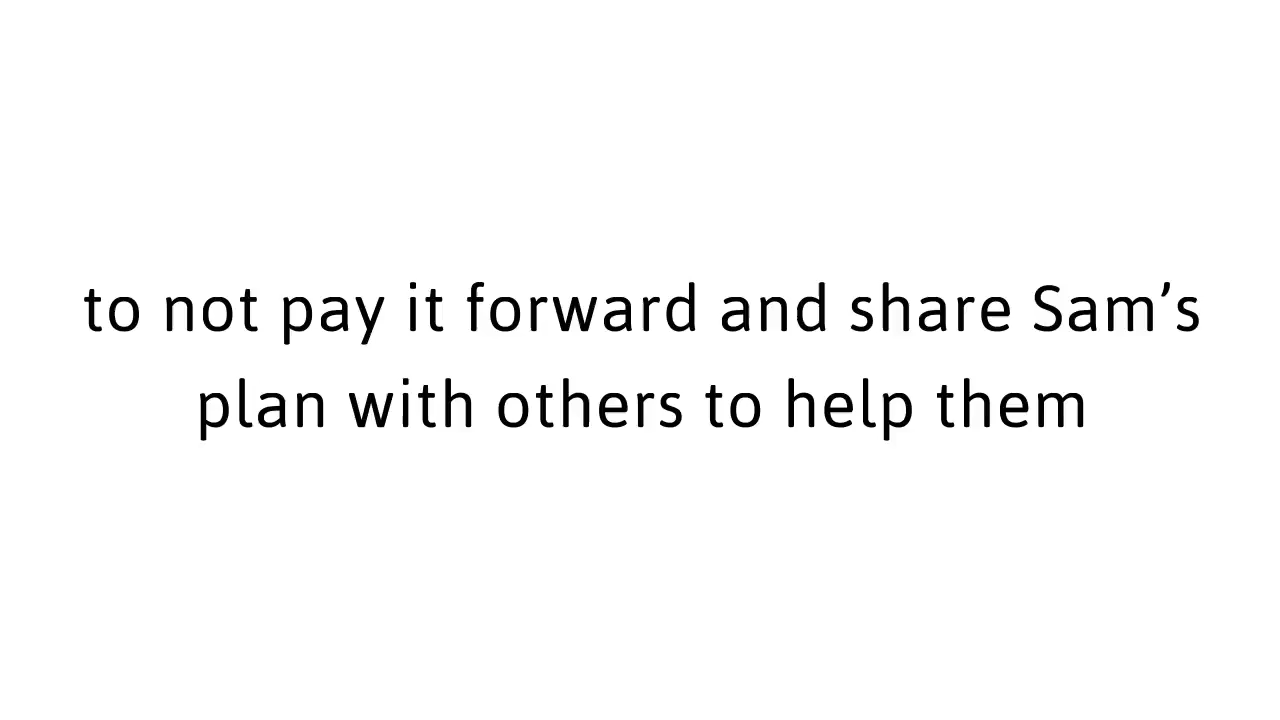 to not pay it forward and share Sam’s
plan with others to help them